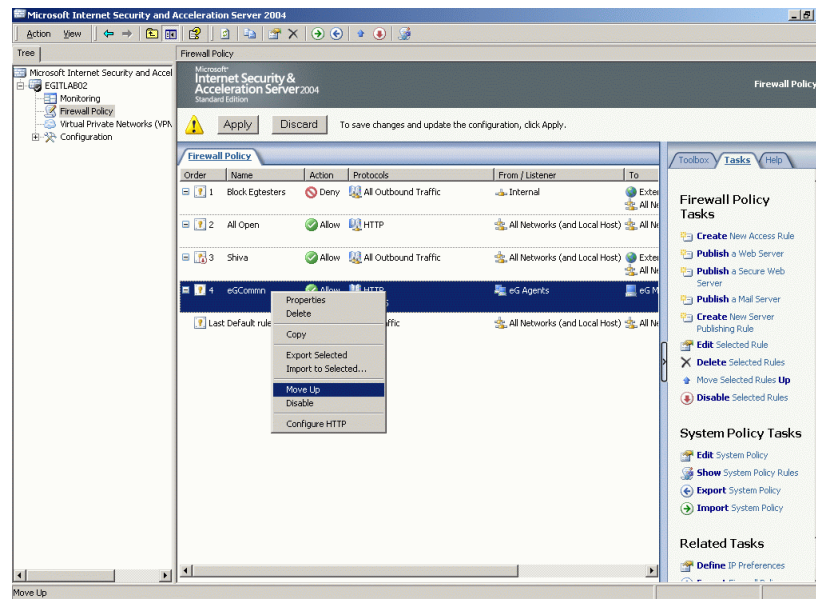 Microsoft Internet Security and Acceleration Server 2004
Action View
Tree
Firewall Policy
Microsoft Internet Security and Accel
EGITLAB02
Monitoring
Firewall Policy
Virtual Private Networks (VPN
Configuration
Microsoft
Internet Security &
Acceleration Server 2004
Standard Edition
Firewall Policy
Apply Discard To save changes and update the configuration, click Apply.
Firewall Policy
Order Name Action Protocols From / Listener To
1 Block Egtesters Deny All Outbound Traffic Internal Exter
All Ne
2 All Open Allow HTTP All Networks (and Local Host) All Ne
3 Shiva Allow All Outbound Traffic All Networks (and Local Host) Exter
All Ne
4 eGCommn Allow HTTP eG Agents eG M
Last Default rule ffic All Networks (and Local Host) All Ne
Properties
Delete
Copy
Export Selected
Import to Selected...
Move Up
Disable
Configure HTTP
Toolbox Tasks Help
Firewall Policy
Tasks
Create New Access Rule
Publish a Web Server
Publish a Secure Web
Server
Publish a Mail Server
Create New Server
Publishing Rule
Edit Selected Rule
Delete Selected Rules
Move Selected Rules Up
Disable Selected Rules
System Policy Tasks
Edit System Policy
Show System Policy Rules
Export System Policy
Import System Policy
Related Tasks
Define IP Preferences
Move Up